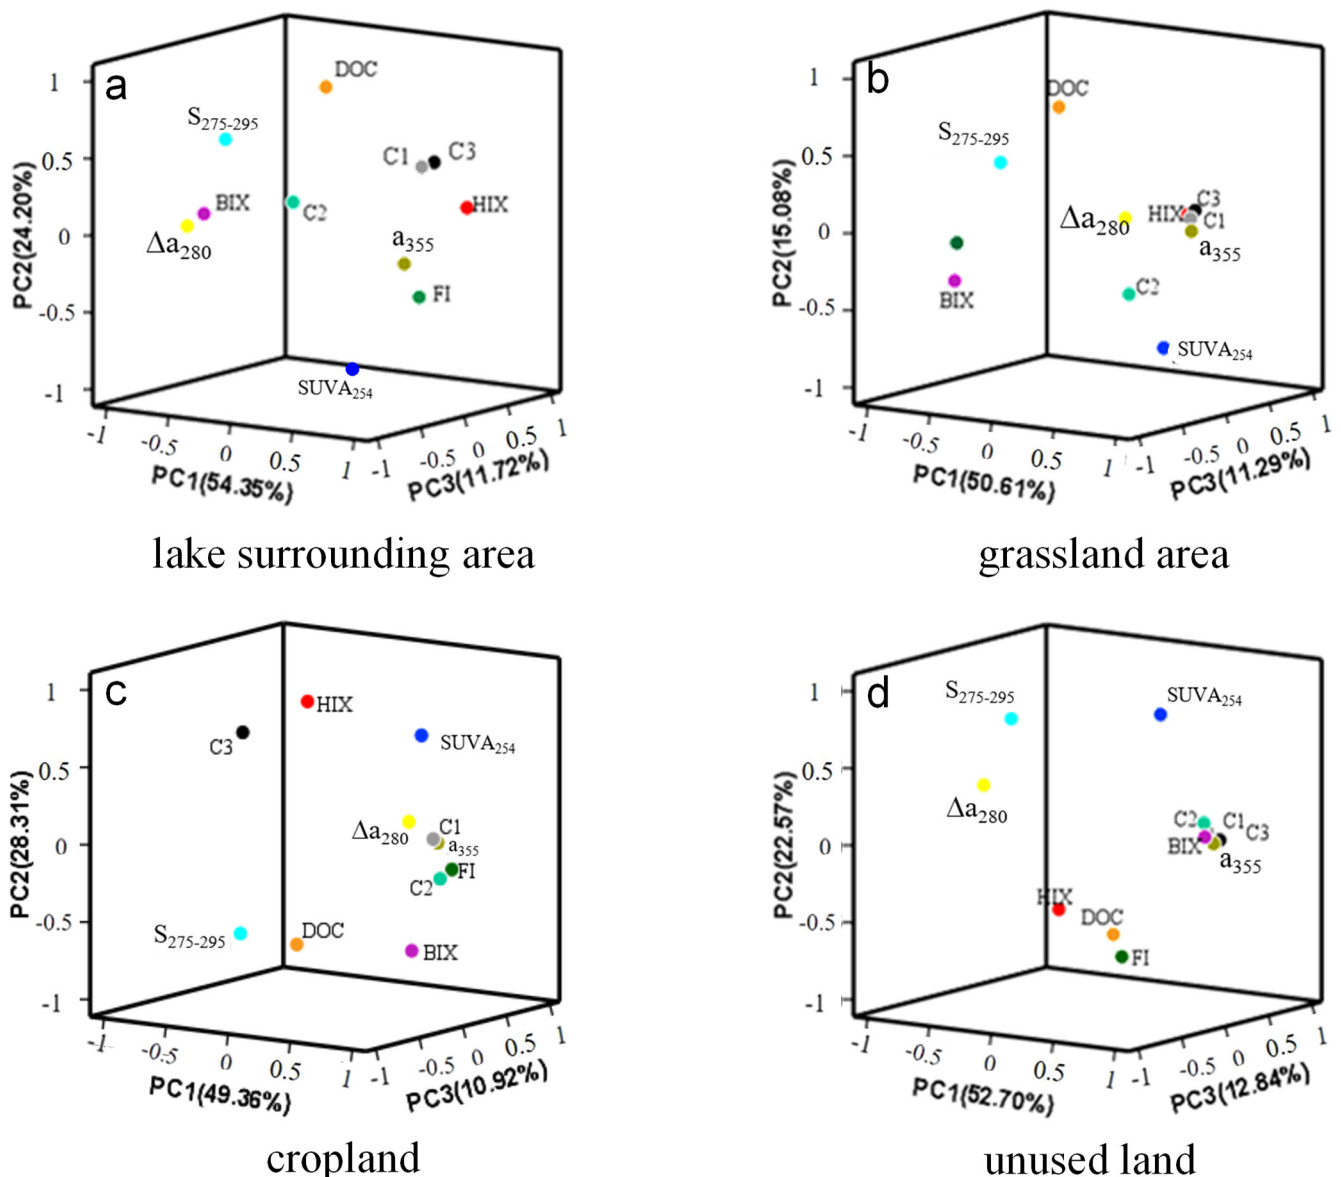 a
DOC
S275-295
C1 C3
BIX
C2
HIX
Δa280
a355
FI
SUVA254
1
0.5
0
-0.5
-1
PC2(24.20%)
-1 -0.5 0 0.5 1
PC1(54.35%)
-1 -0.5 0 0.5 1
PC3(11.72%)
lake surrounding area
b
DOC
S275-295
C3
HIX C1
Δa280
a355
BIX
C2
SUVA254
1
0.5
0
-0.5
-1
PC2(15.08%)
-1 -0.5 0 0.5 1
PC1(50.61%)
-1 -0.5 0 0.5 1
PC3(11.29%)
grassland area
c
HIX
C3
SUVA254
Δa280
C1
a355
FI
C2
S275-295
DOC
BIX
1
0.5
0
-0.5
-1
PC2(28.31%)
-1 -0.5 0 0.5 1
PC1(49.36%)
-1 -0.5 0 0.5 1
PC3(10.92%)
cropland
d
S275-295
SUVA254
Δa280
C2 C1 C3
BIX
a355
HIX
DOC
FI
1
0.5
0
-0.5
-1
PC2(22.57%)
-1 -0.5 0 0.5 1
PC1(52.70%)
-1 -0.5 0 0.5 1
PC3(12.84%)
unused land